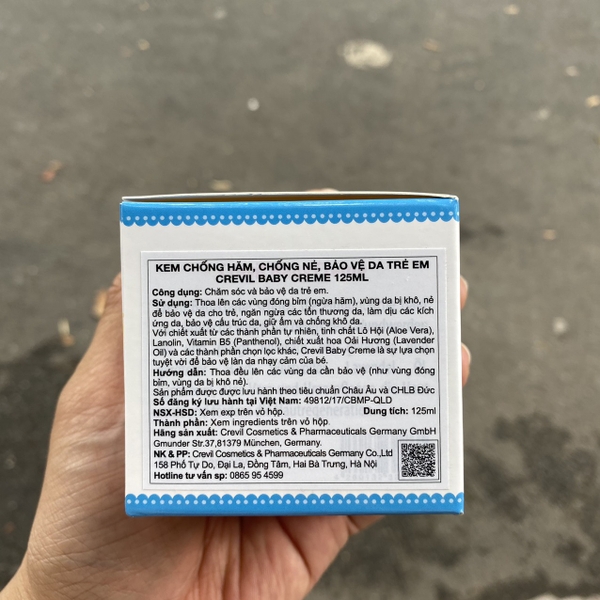 KEM CHỐNG HĂM, CHỐNG NẺ, BẢO VỆ DA TRẺ EM
CREVIL BABY CREME 125ML
Công dụng: Chăm sóc và bảo vệ da trẻ em.
Sử dụng: Thoa lên các vùng đóng bỉm (ngừa hăm), vùng da bị khô, nẻ
để bảo vệ da cho trẻ, ngăn ngừa các tổn thương da, làm dịu các kích
ứng da, bảo vệ cấu trúc da, giữ ẩm và chống khô da.
Với chiết xuất từ các thành phần tự nhiên, tinh chất Lô Hội (Aloe Vera),
Lanolin, Vitamin B5 (Panthenol), chiết xuất hoa Oải Hương (Lavender
Oil) và các thành phần chọn lọc khác, Crevil Baby Creme là sự lựa chọn
tuyệt vời để bảo vệ làn da nhạy cảm của bé.
Hướng dẫn: Thoa đều lên các vùng da cần bảo vệ (như vùng đóng
bỉm, vùng da bị khô nẻ).
Sản phẩm được được lưu hành theo tiêu chuẩn Châu Âu và CHLB Đức
Số đăng ký lưu hành tại Việt Nam: 49812/17/CBMP-QLD
NSX-HSD: Xem exp trên vỏ hộp. Dung tích: 125ml
Thành phần: Xem ingredients trên vỏ hộp
Hãng sản xuất: Crevil Cosmetics & Pharmaceuticals Germany GmbH
Gmunder Str.37,81379 München, Germany.
NK & PP: Crevil Cosmetics & Pharmaceuticals Germany Co.,Ltd
158 Phố Tự Do, Đại La, Đồng Tâm, Hai Bà Trưng, Hà Nội
Hotline tư vấn sp: 0865 95 4599